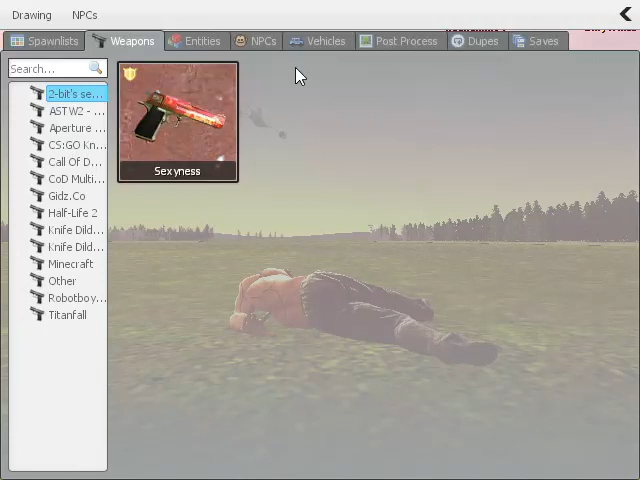 Drawing NPCs
Spawnlists Weapons Entities NPCs Vehicles Post Process Dupes Saves
Search...
2-bit's se...
ASTW2 - ...
Aperture ...
CS:GO Kn...
Call Of D...
CoD Multi...
Gidz.Co
Half-Life 2
Knife Dild...
Knife Dild...
Minecraft
Other
Robotboy...
Titanfall
Sexyness